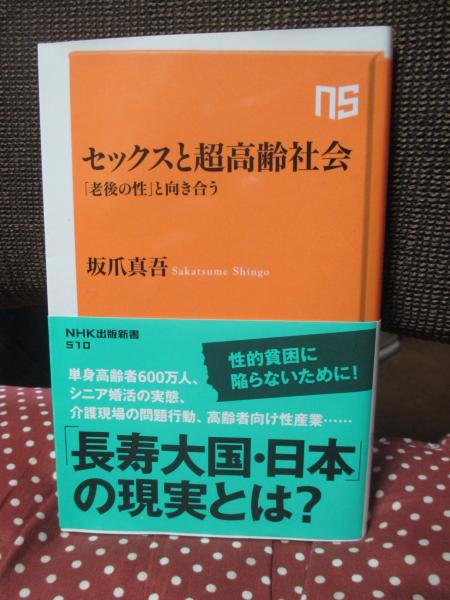 NS
セックスと超高齢社会
「老後の性」と向き合う
坂爪真吾 Sakatsume Shingo
NHK出版新書
510
性的貧困に
陥らないために!
単身高齢者600万人、
シニア婚活の実態、
介護現場の問題行動、高齢者向け性産業……
「長寿大国・日本」
の現実とは?